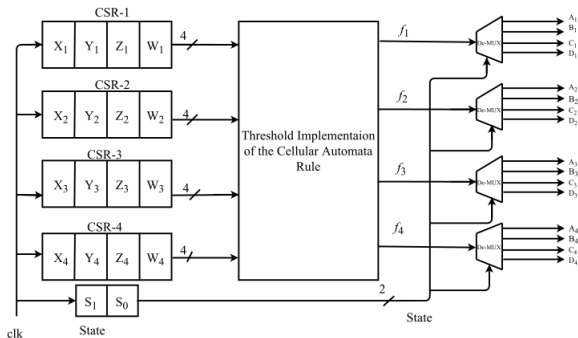 CSR-1
X1 Y1 Z1 W1
4
CSR-2
X2 Y2 Z2 W2
4
CSR-3
X3 Y3 Z3 W3
4
CSR-4
X4 Y4 Z4 W4
4
S1 S0
clk
State
Threshold Implementaion
of the Cellular Automata
Rule
f1
f2
f3
f4
2
State
De-MUX
A1
B1
C1
D1
De-MUX
A2
B2
C2
D2
De-MUX
A3
B3
C3
D3
De-MUX
A4
B4
C4
D4